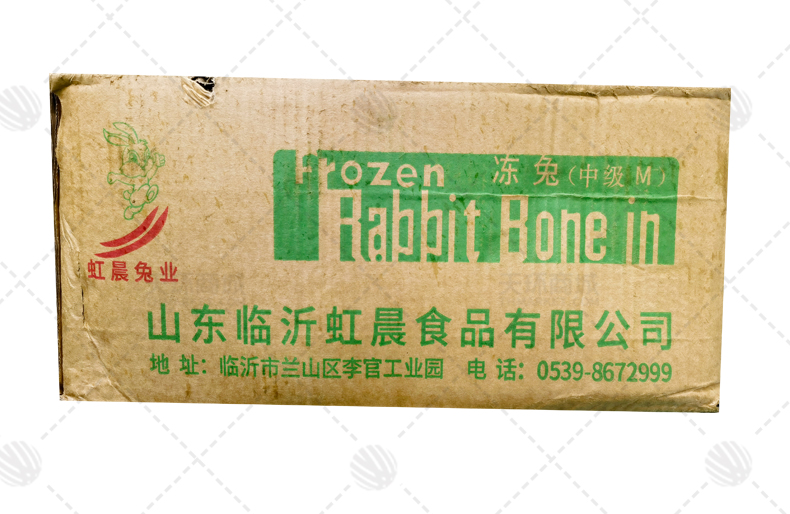 Frozen 冻兔(中级M)
Rabbit Bone in
虹晨兔业
山东临沂虹晨食品有限公司
地址：临沂市兰山区李官工业园 电话：0539-8672999